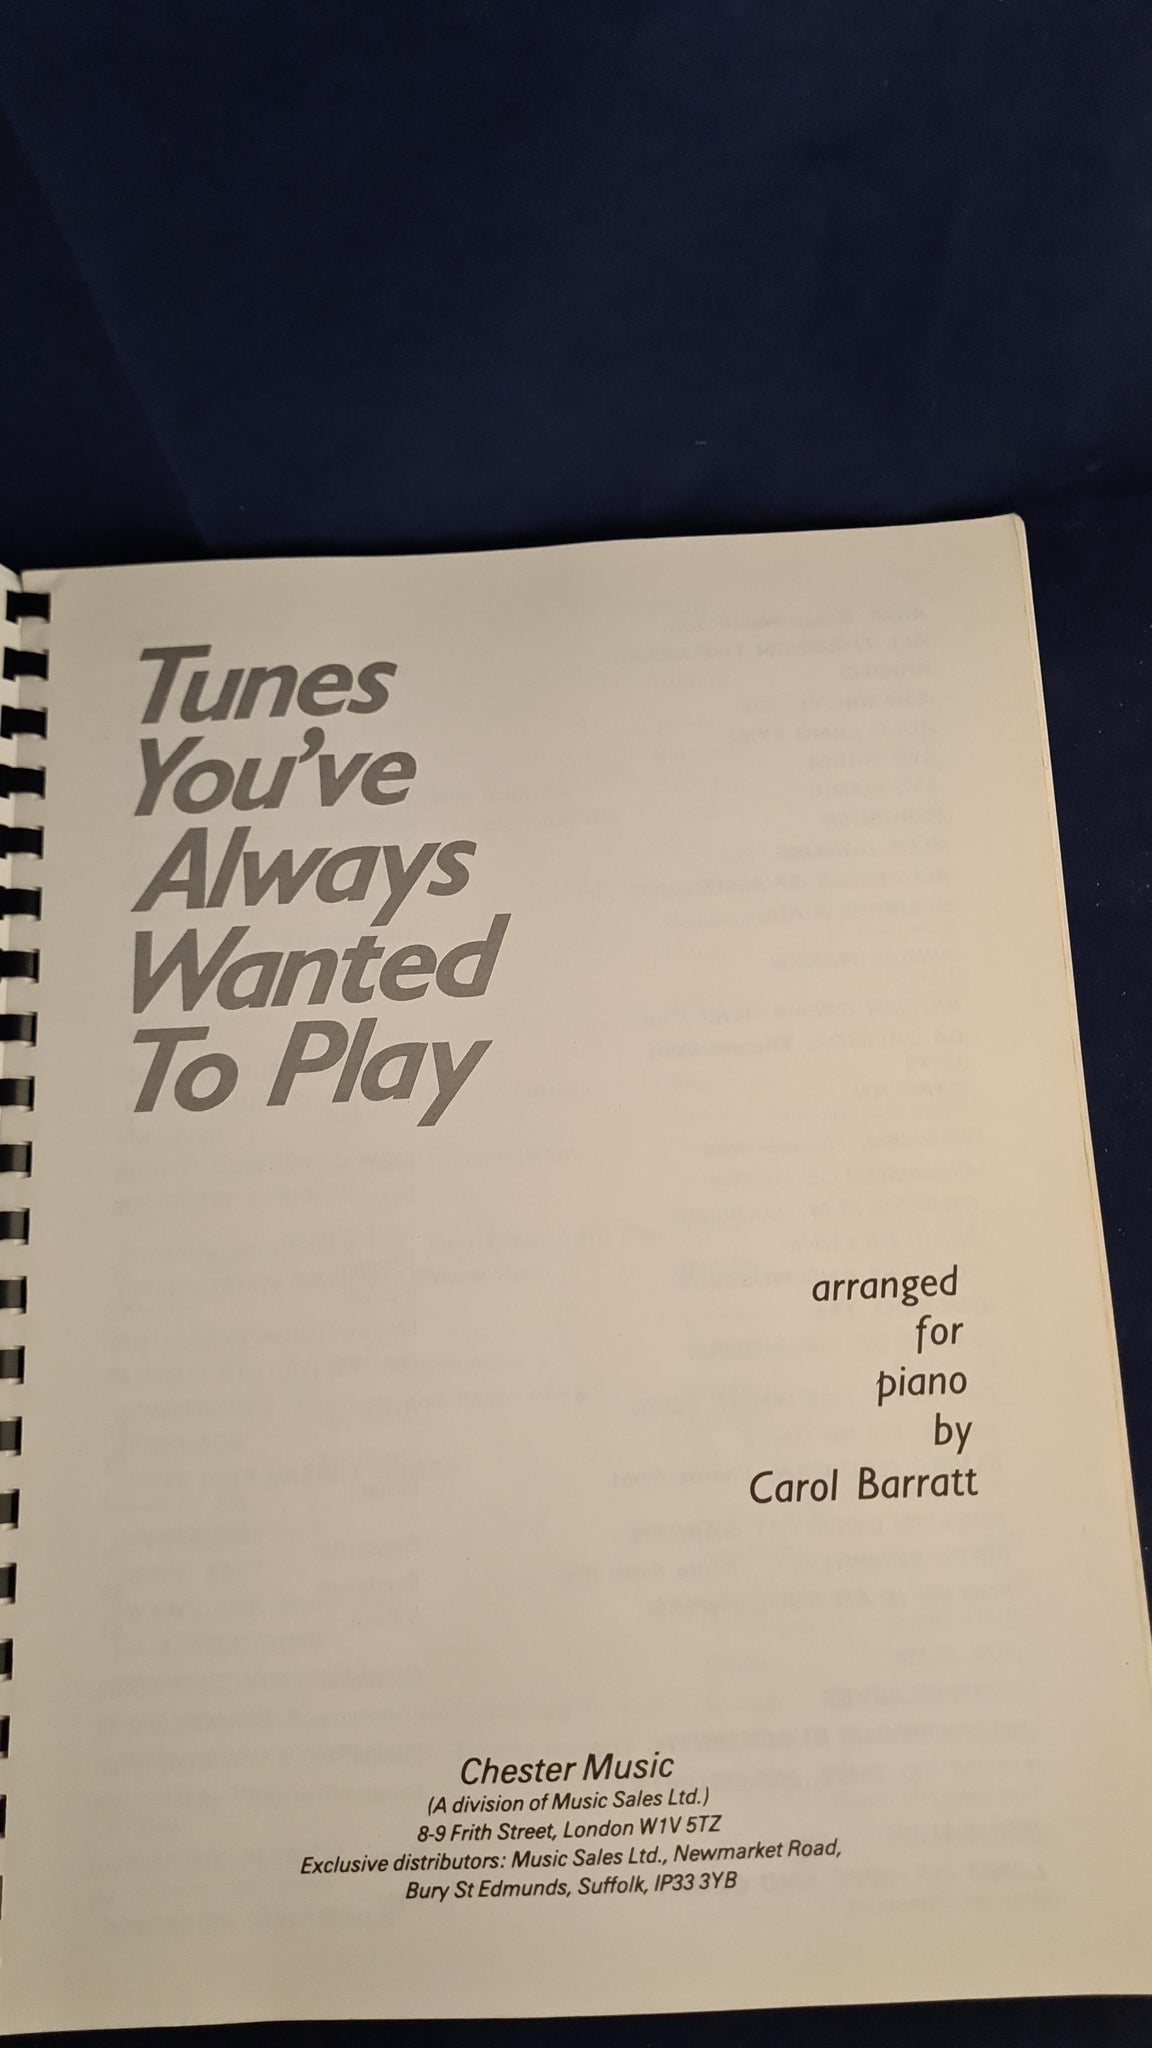 Tunes
You've
Always
Wanted
To Play
arranged
for
piano
by
Carol Barratt
Chester Music
(A division of Music Sales Ltd.)
8-9 Frith Street, London W1V 5TZ
Exclusive distributors: Music Sales Ltd., Newmarket Road,
Bury St Edmunds, Suffolk, IP33 3YB